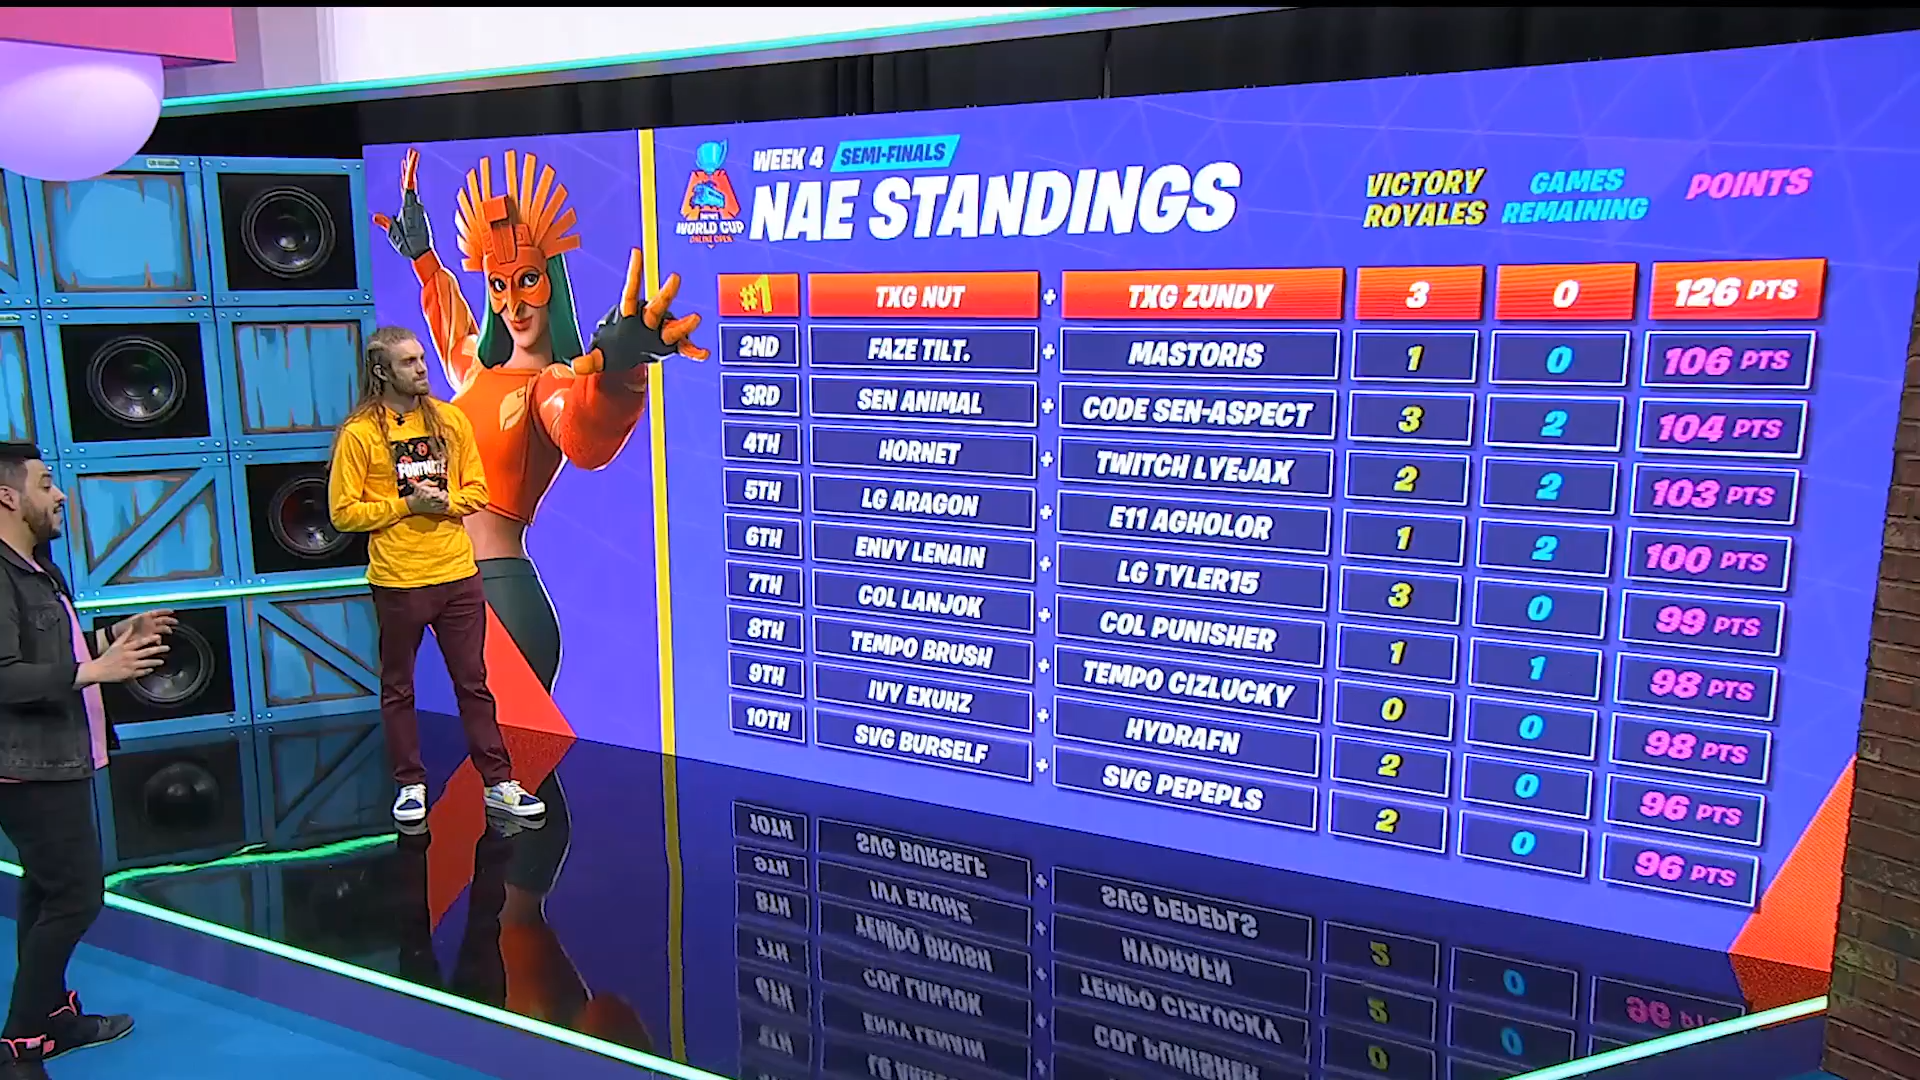 WEEK 4 SEMI-FINALS
NAE STANDINGS
WORLD CUP
ONLINE OPEN
VICTORY ROYALES
GAMES REMAINING
POINTS
#1 TXG NUT + TXG ZUNDY 3 0 126 PTS
2ND FAZE TILT. + MASTORIS 1 0 106 PTS
3RD SEN ANIMAL + CODE SEN-ASPECT 3 2 104 PTS
4TH HORNET + TWITCH LYEJAX 2 2 103 PTS
5TH LG ARAGON + E11 AGHOLOR 1 2 100 PTS
6TH ENVY LENAIN + LG TYLER15 3 0 99 PTS
7TH COL LANJOK + COL PUNISHER 1 1 98 PTS
8TH TEMPO BRUSH + TEMPO CIZLUCKY 0 0 98 PTS
9TH IVY EXUHZ + HYDRAFN 2 0 96 PTS
10TH SVG BURSELF + SVG PEPEPLS 2 0 96 PTS
FORTNITE